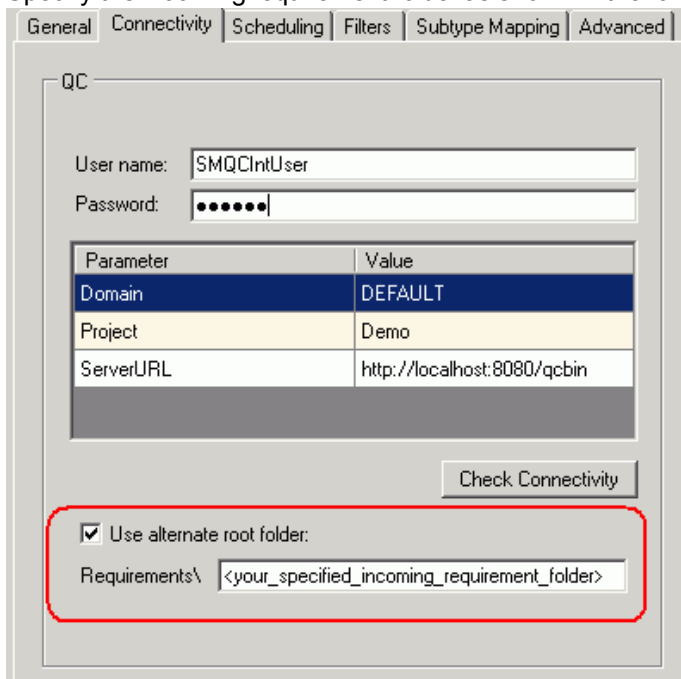 General Connectivity Scheduling Filters Subtype Mapping Advanced
QC
User name: SMQCIntUser
Password: ●●●●●●
Parameter Value
Domain DEFAULT
Project Demo
ServerURL http://localhost:8080/qcbin
Check Connectivity
Use alternate root folder:
Requirements\ <your_specified_incoming_requirement_folder>